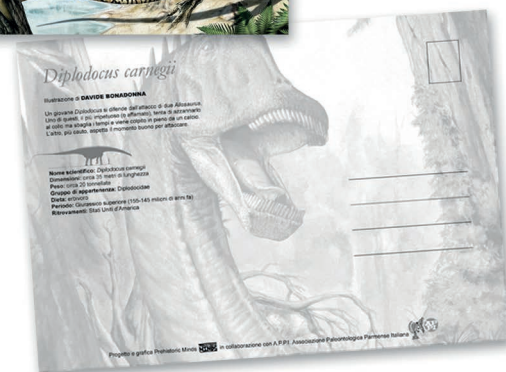 Diplodocus carnegii
Illustrazione di DAVIDE BONADONNA
Un giovane Diplodocus si difende dall'attacco di due Allosaurus.
Uno di questi, il più impetuoso (o affamato), tenta di azzannarlo
al collo ma sbaglia i tempi e viene colpito in pieno da un calcio.
L'altro, più cauto, aspetta il momento buono per attaccare.
Nome scientifico: Diplodocus carnegii
Dimensioni: circa 25 metri di lunghezza
Peso: circa 20 tonnellate
Gruppo di appartenenza: Diplodocidae
Dieta: erbivoro
Periodo: Giurassico superiore (155-145 milioni di anni fa)
Ritrovamenti: Stati Uniti d'America
Progetto e grafica Prehistoric Minds in collaborazione con A.P.P.I. Associazione Paleontologica Parmense Italiana